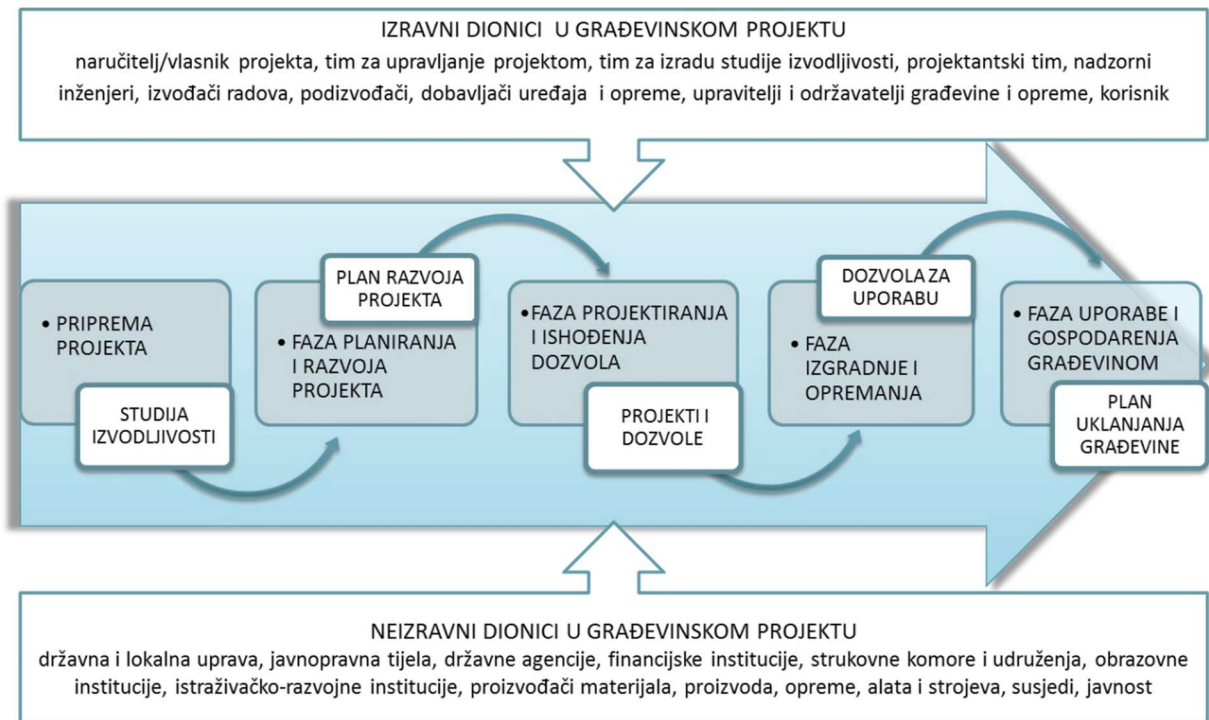 IZRAVNI DIONICI U GRAĐEVINSKOM PROJEKTU
naručitelj/vlasnik projekta, tim za upravljanje projektom, tim za izradu studije izvodljivosti, projektantski tim, nadzorni
inženjeri, izvođači radova, podizvođači, dobavljači uređaja i opreme, upravitelji i održavatelji građevine i opreme, korisnik
• PRIPREMA
PROJEKTA
STUDIJA
IZVODLJIVOSTI
PLAN RAZVOJA
PROJEKTA
• FAZA PLANIRANJA
I RAZVOJA
PROJEKTA
•FAZA PROJEKTIRANJA
I ISHOĐENJA
DOZVOLA
PROJEKTI I
DOZVOLE
DOZVOLA ZA
UPORABU
• FAZA
IZGRADNJE I
OPREMANJA
• FAZA UPORABE I
GOSPODARENJA
GRAĐEVINOM
PLAN
UKLANJANJA
GRAĐEVINE
NEIZRAVNI DIONICI U GRAĐEVINSKOM PROJEKTU
državna i lokalna uprava, javnopravna tijela, državne agencije, financijske institucije, strukovne komore i udruženja, obrazovne
institucije, istraživačko-razvojne institucije, proizvođači materijala, proizvoda, opreme, alata i strojeva, susjedi, javnost